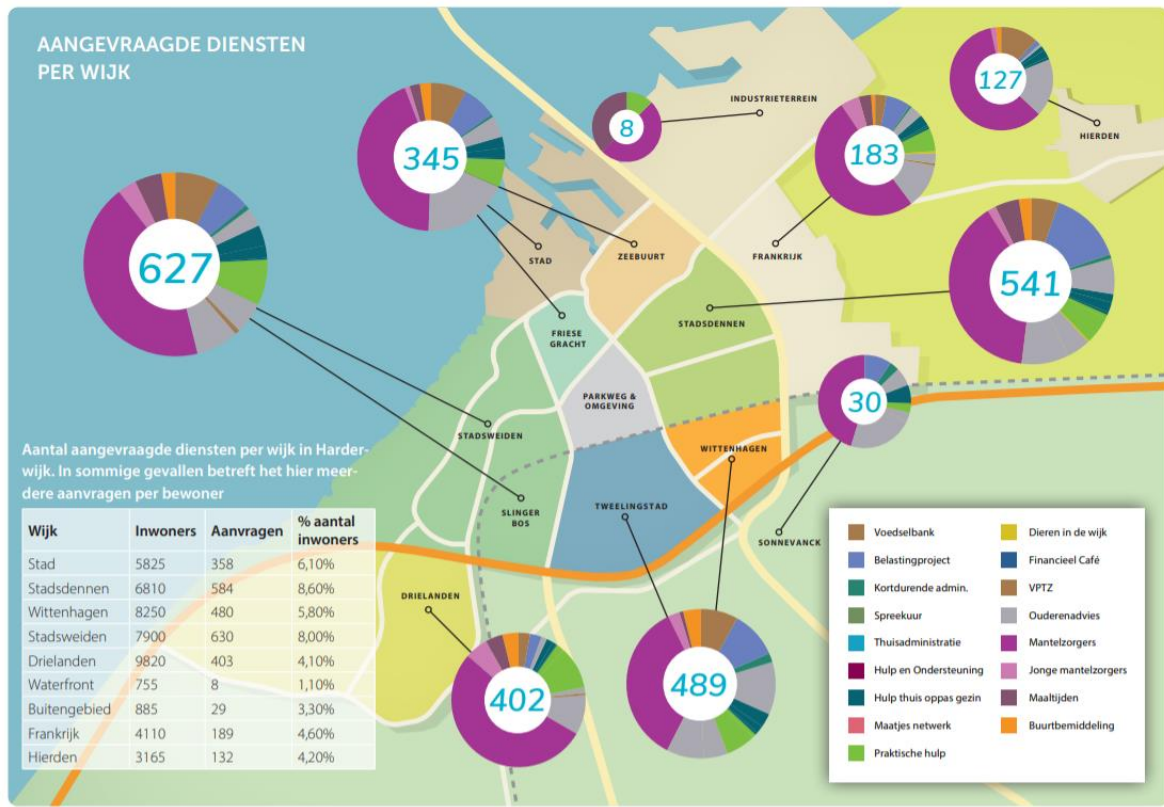 AANGEVRAAGDE DIENSTEN
PER WIJK
345
8
INDUSTRIETERREIN
127
HIERDEN
183
627
STAD
ZEEBUURT
FRANKRIJK
541
FRIESE
GRACHT
STADSDENNEN
PARKWEG &
OMGEVING
30
STADSWEIDEN
WITTENHAGEN
SLINGER
BOS
TWEELINGSTAD
SONNEVANCK
DRIELANDEN
402
489
Aantal aangevraagde diensten per wijk in Harder-
wijk. In sommige gevallen betreft het hier meer-
dere aanvragen per bewoner
Wijk Inwoners Aanvragen % aantal
inwoners
Stad 5825 358 6,10%
Stadsdennen 6810 584 8,60%
Wittenhagen 8250 480 5,80%
Stadsweiden 7900 630 8,00%
Drielanden 9820 403 4,10%
Waterfront 755 8 1,10%
Buitengebied 885 29 3,30%
Frankrijk 4110 189 4,60%
Hierden 3165 132 4,20%
Voedselbank
Belastingproject
Kortdurende admin.
Spreekuur
Thuisadministratie
Hulp en Ondersteuning
Hulp thuis oppas gezin
Maatjes netwerk
Praktische hulp
Dieren in de wijk
Financieel Café
VPTZ
Ouderenadvies
Mantelzorgers
Jonge mantelzorgers
Maaltijden
Buurtbemiddeling